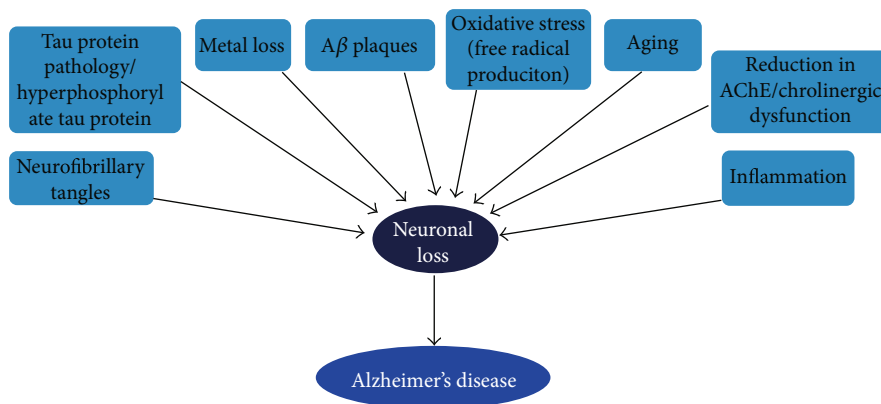 Tau protein
pathology/
hyperphosphoryl
ate tau protein
Metal loss
Aβ plaques
Oxidative stress
(free radical
produciton)
Aging
Reduction in
AChE/chrolinergic
dysfunction
Neurofibrillary
tangles
Inflammation
Neuronal
loss
Alzheimer's disease